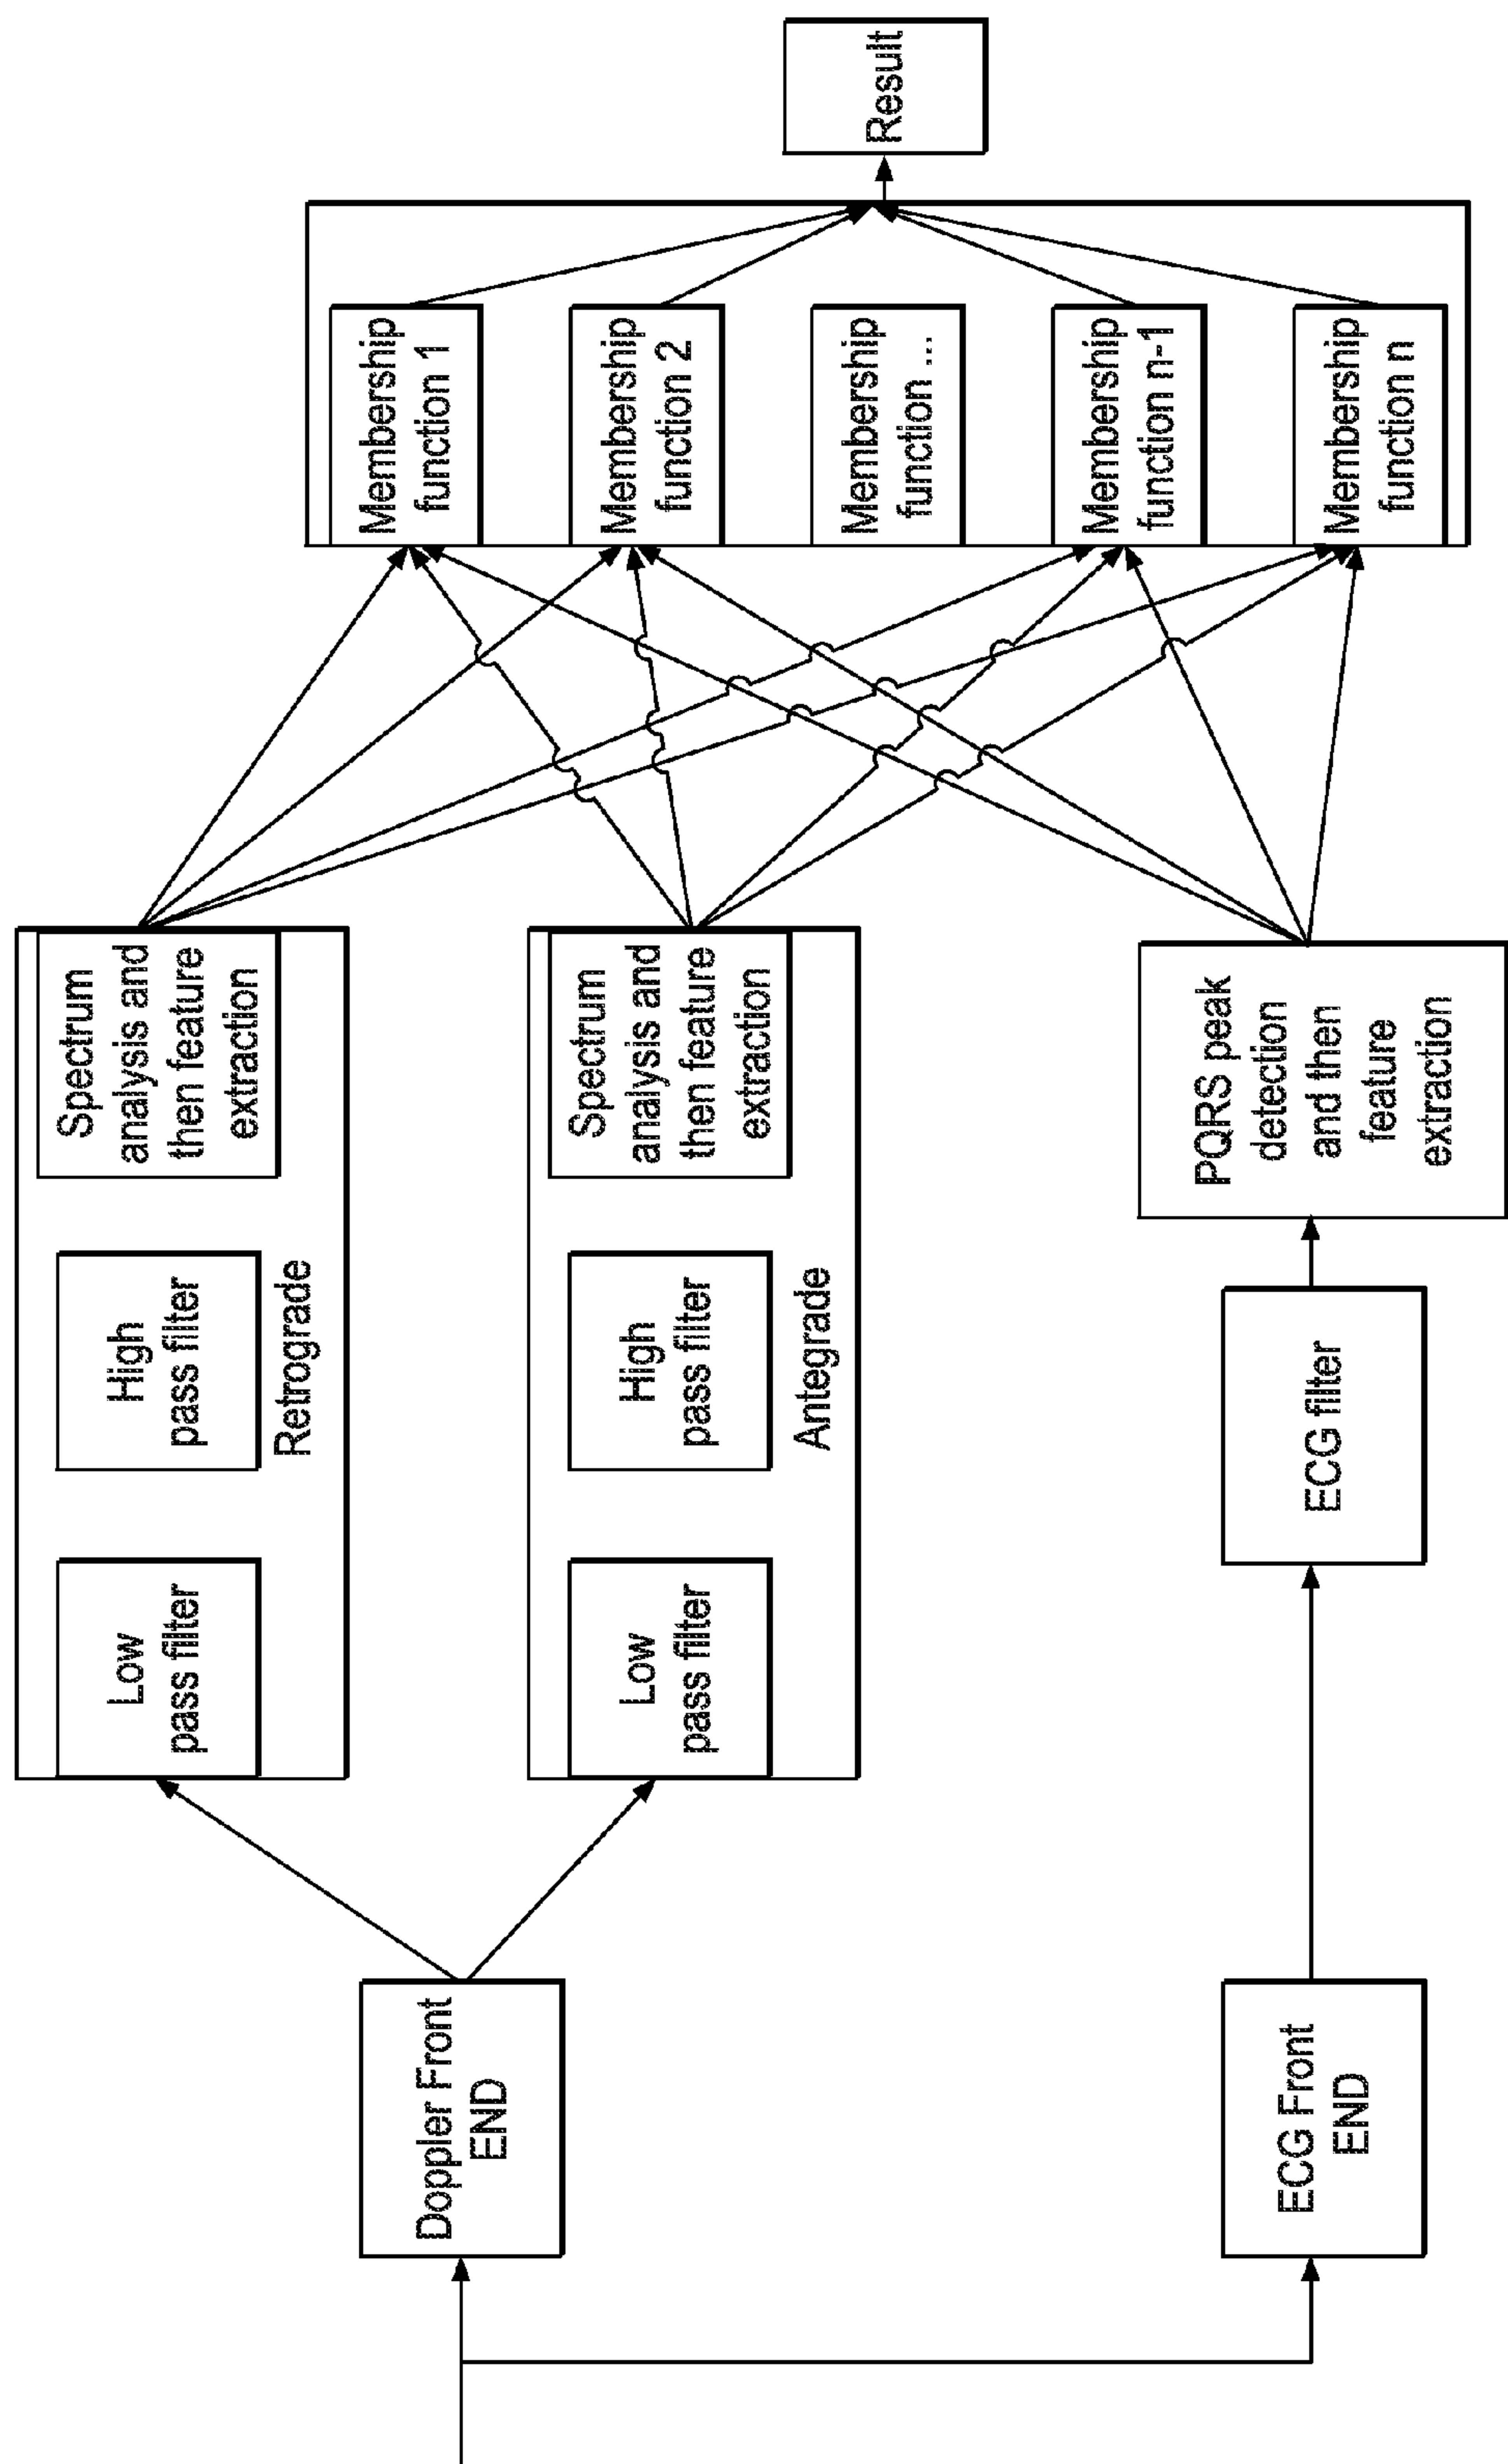 Doppler Front
END
ECG Front
END
Low
pass filter
High
pass filter
Retrograde
Spectrum
analysis and
then feature
extraction
Low
pass filter
High
pass filter
Antegrade
Spectrum
analysis and
then feature
extraction
ECG filter
PQRS peak
detection
and then
feature
extraction
Membership
function 1
Membership
function 2
Membership
function ...
Membership
function n-1
Membership
function n
Result